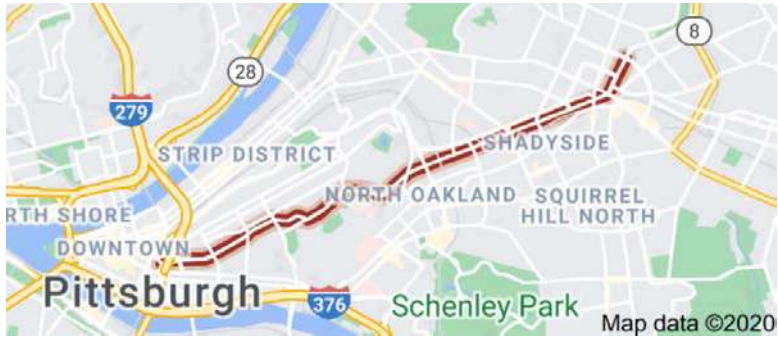 8
28
279
STRIP DISTRICT
SHADYSIDE
NORTH OAKLAND
SQUIRREL
HILL NORTH
RTH SHORE
DOWNTOWN
Pittsburgh
376
Schenley Park
Map data ©2020